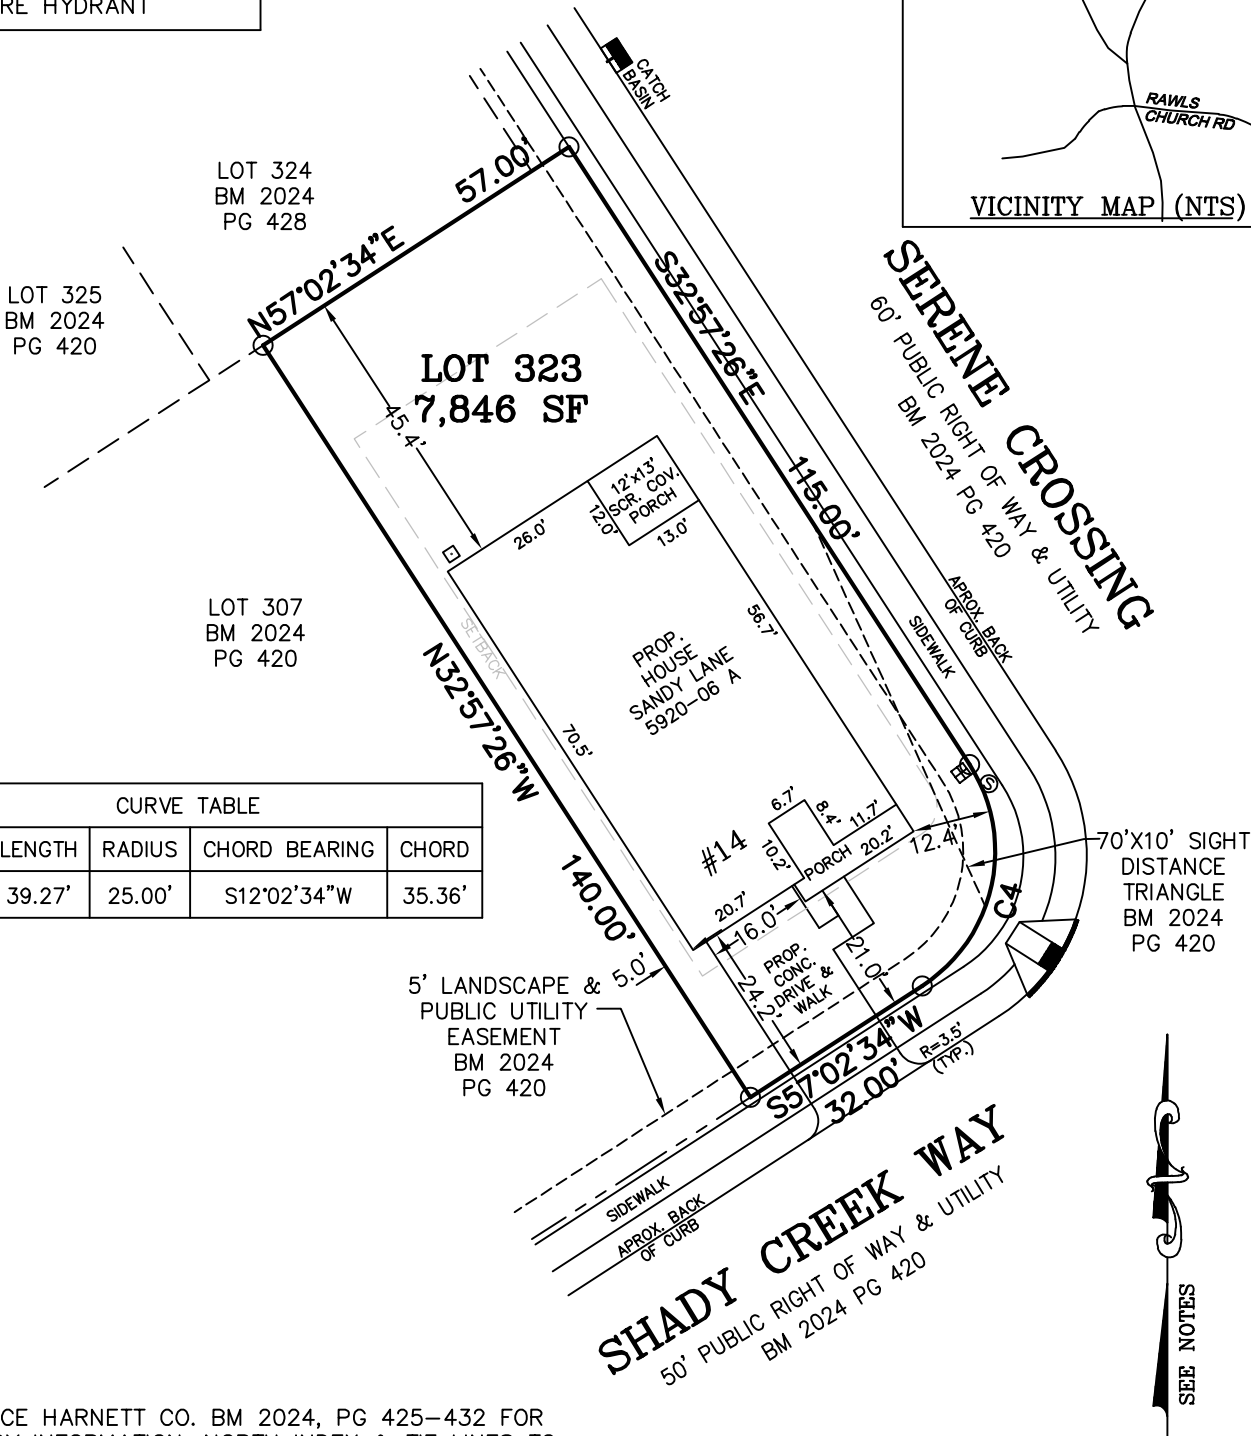 RE HYDRANT
CATCH
BASIN
RAWLS
CHURCH RD
VICINITY MAP (NTS)
LOT 324
BM 2024
PG 428
57.00'
N57°02'34"E
LOT 325
BM 2024
PG 420
LOT 323
7,846 SF
45.4'
S32°57'26"E
115.00'
SERENE CROSSING
60' PUBLIC RIGHT OF WAY & UTILITY
BM 2024 PG 420
12'x13'
SCR. COV.
PORCH
12.0'
13.0'
26.0'
56.7'
APROX. BACK
OF CURB
SIDEWALK
LOT 307
BM 2024
PG 420
SETBACK
N32°57'26"W
140.00'
PROP.
HOUSE
SANDY LANE
5920-06 A
70.5'
CURVE TABLE
LENGTH RADIUS CHORD BEARING CHORD
39.27' 25.00' S12°02'34"W 35.36'
#14
6.7'
8.4'
11.7'
10.2'
PORCH
20.2'
12.4'
S
C4
20.7'
16.0'
24.2'
21.0'
PROP.
CONC.
DRIVE &
WALK
70'X10' SIGHT
DISTANCE
TRIANGLE
BM 2024
PG 420
5.0'
5' LANDSCAPE &
PUBLIC UTILITY
EASEMENT
BM 2024
PG 420
S57°02'34"W
32.00'
R=3.5'
(TYP.)
SIDEWALK
APROX. BACK
OF CURB
SHADY CREEK WAY
50' PUBLIC RIGHT OF WAY & UTILITY
BM 2024 PG 420
SEE NOTES
CE HARNETT CO. BM 2024, PG 425-432 FOR
INFORMATION, NORTH INDEX & TIE LINES TO